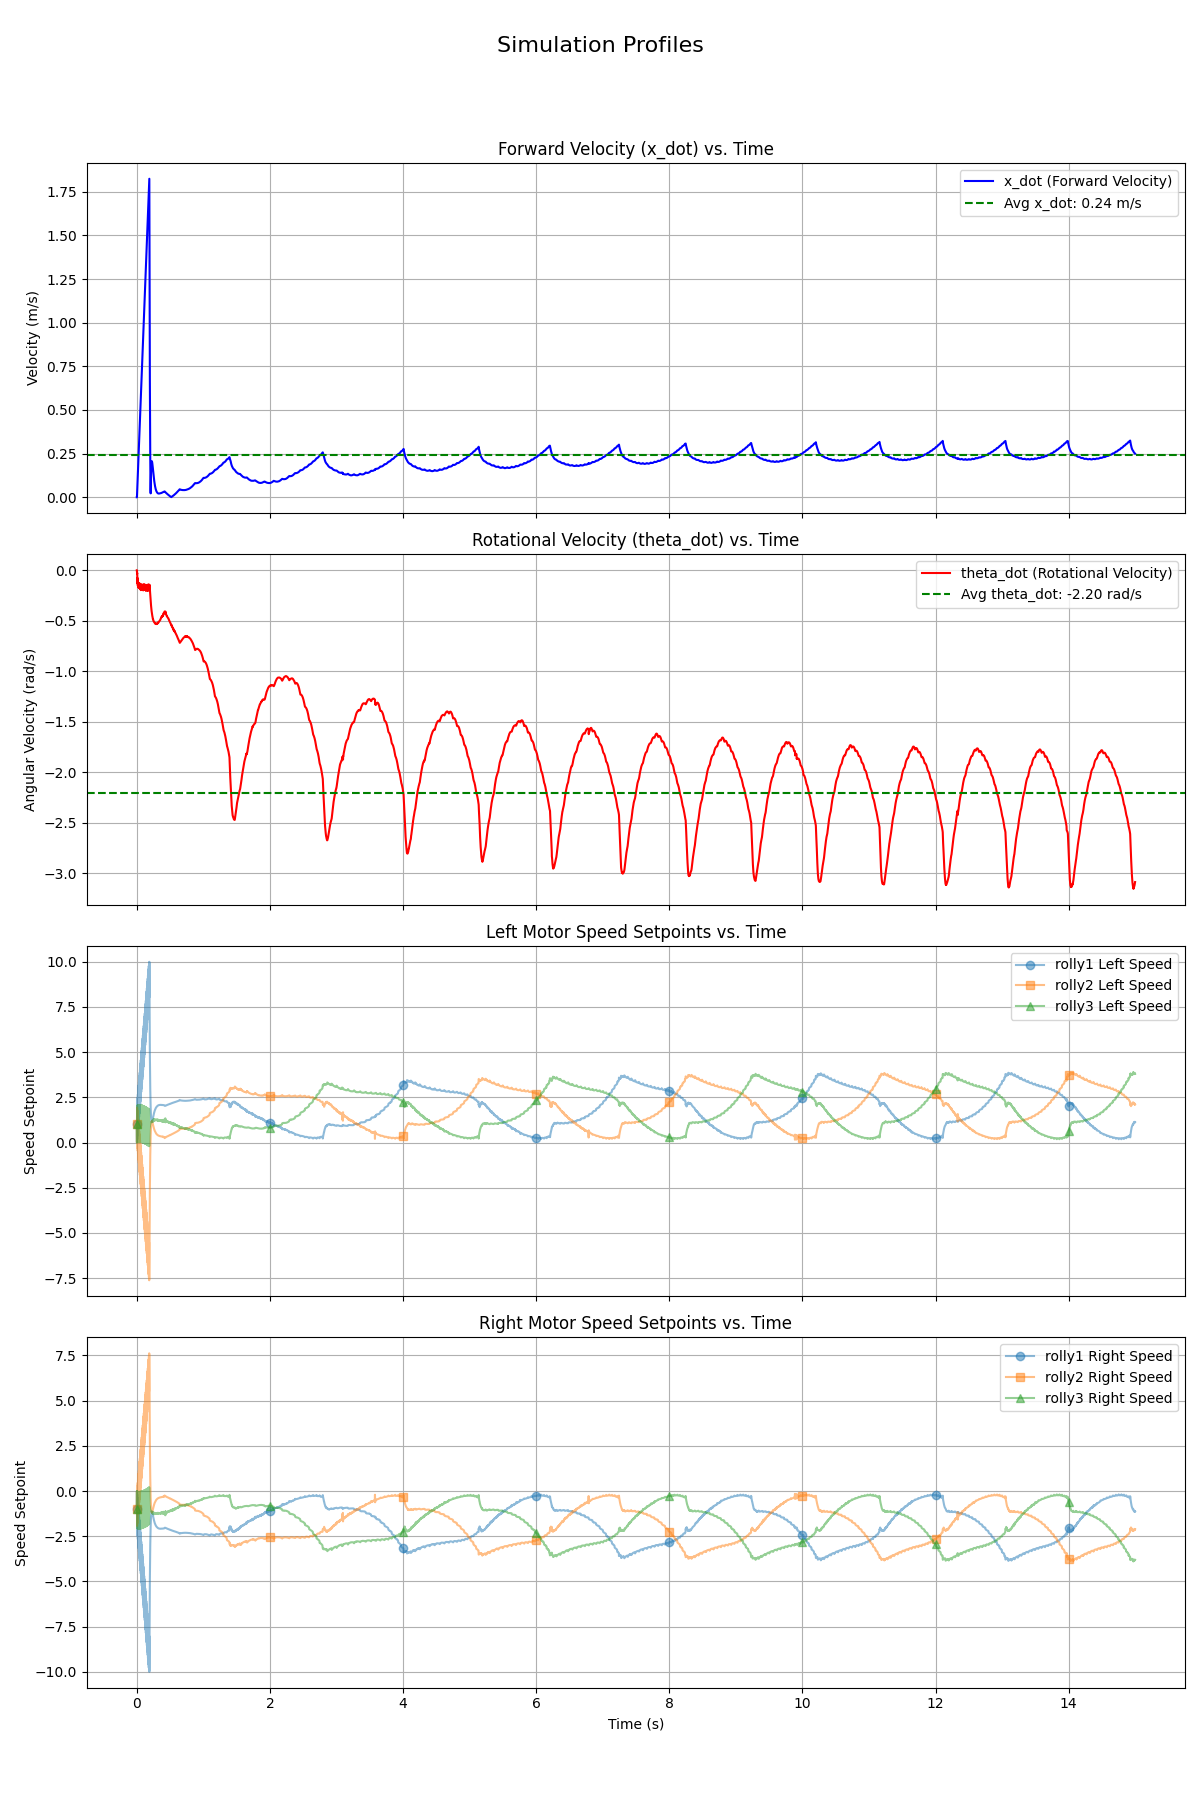 Simulation Profiles
Forward Velocity (x_dot) vs. Time
Velocity (m/s)
1.75
1.50
1.25
1.00
0.75
0.50
0.25
0.00
x_dot (Forward Velocity)
Avg x_dot: 0.24 m/s
Rotational Velocity (theta_dot) vs. Time
Angular Velocity (rad/s)
0.0
−0.5
−1.0
−1.5
−2.0
−2.5
−3.0
theta_dot (Rotational Velocity)
Avg theta_dot: -2.20 rad/s
Left Motor Speed Setpoints vs. Time
Speed Setpoint
10.0
7.5
5.0
2.5
0.0
−2.5
−5.0
−7.5
rolly1 Left Speed
rolly2 Left Speed
rolly3 Left Speed
Right Motor Speed Setpoints vs. Time
Speed Setpoint
7.5
5.0
2.5
0.0
−2.5
−5.0
−7.5
−10.0
rolly1 Right Speed
rolly2 Right Speed
rolly3 Right Speed
0 2 4 6 8 10 12 14
Time (s)